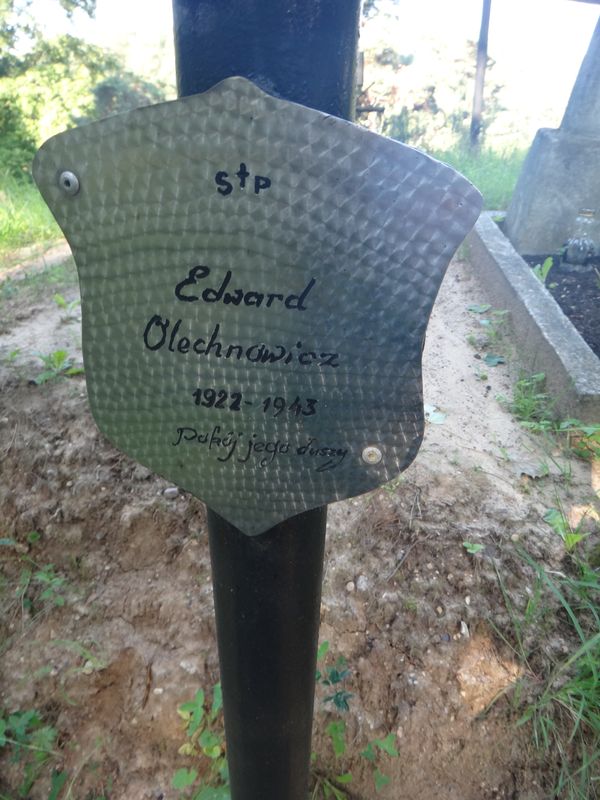 S†P
Edward
Olechnowicz
1922-1943
Pokój jego duszy